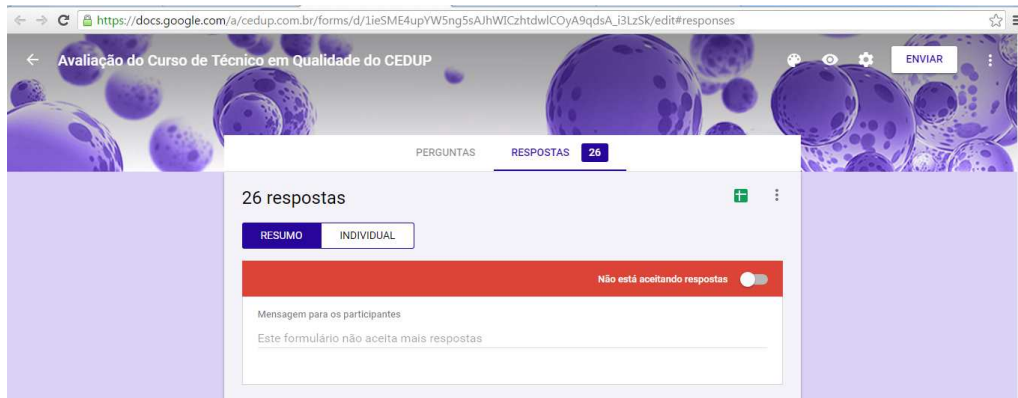 https://docs.google.com/a/cedup.com.br/forms/d/1ieSME4upYW5ng5sAJhWICzhtdwlCOyA9qdsA_i3LzSk/edit#responses
Avaliação do Curso de Técnico em Qualidade do CEDUP
ENVIAR
PERGUNTAS RESPOSTAS 26
26 respostas
RESUMO INDIVIDUAL
Não está aceitando respostas
Mensagem para os participantes
Este formulário não aceita mais respostas